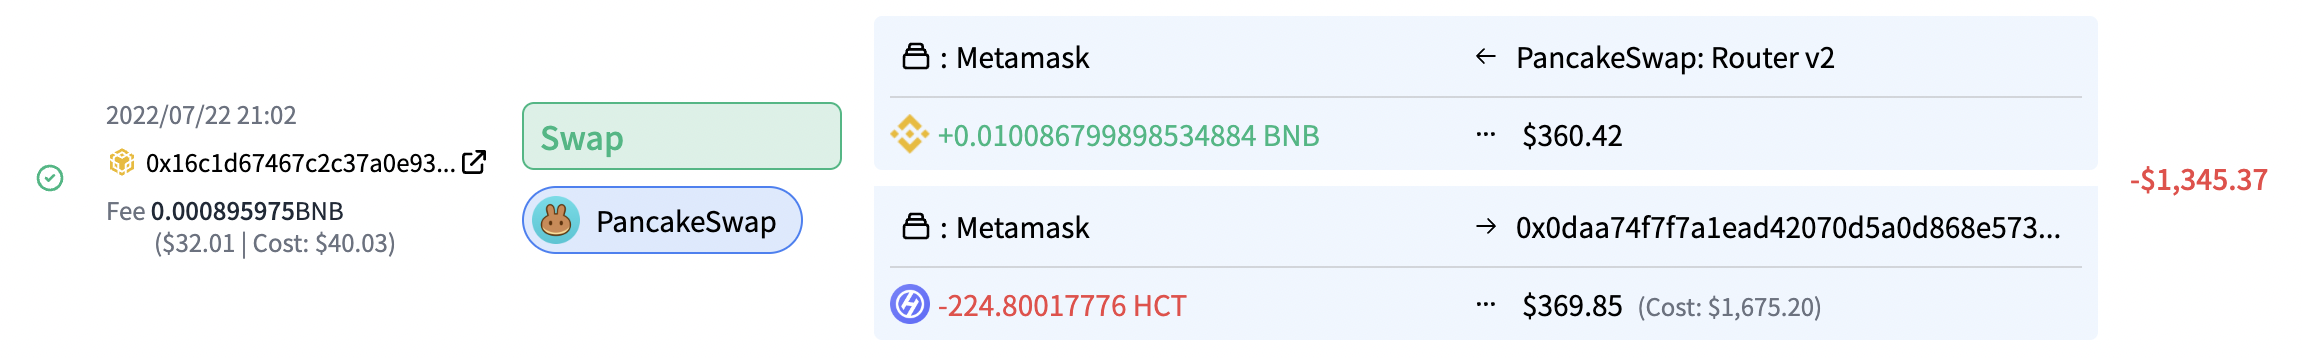 2022/07/22 21:02
0x16c1d67467c2c37a0e93...
Fee 0.000895975BNB
($32.01 | Cost: $40.03)
Swap
PancakeSwap
: Metamask ← PancakeSwap: Router v2
+0.010086799898534884 BNB ··· $360.42
: Metamask → 0x0daa74f7f7a1ead42070d5a0d868e573...
-224.80017776 HCT ··· $369.85 (Cost: $1,675.20)
-$1,345.37